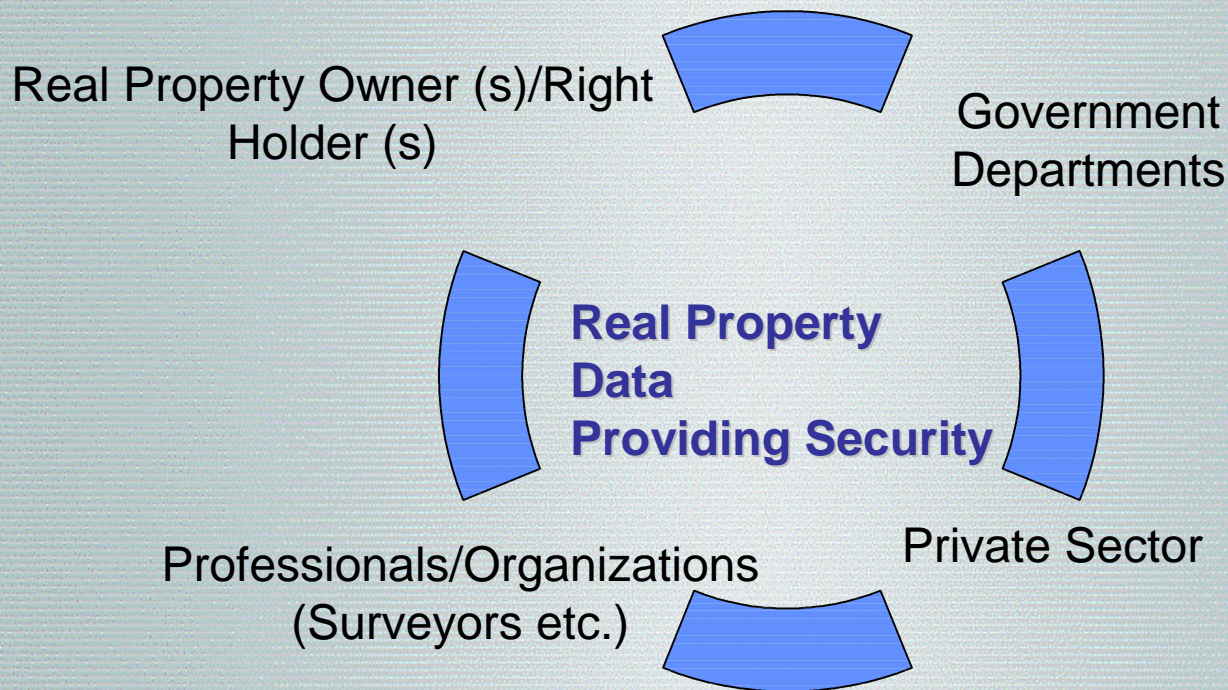 Real Property Owner (s)/Right
Holder (s)
Government
Departments
Real Property
Data
Providing Security
Professionals/Organizations
(Surveyors etc.)
Private Sector